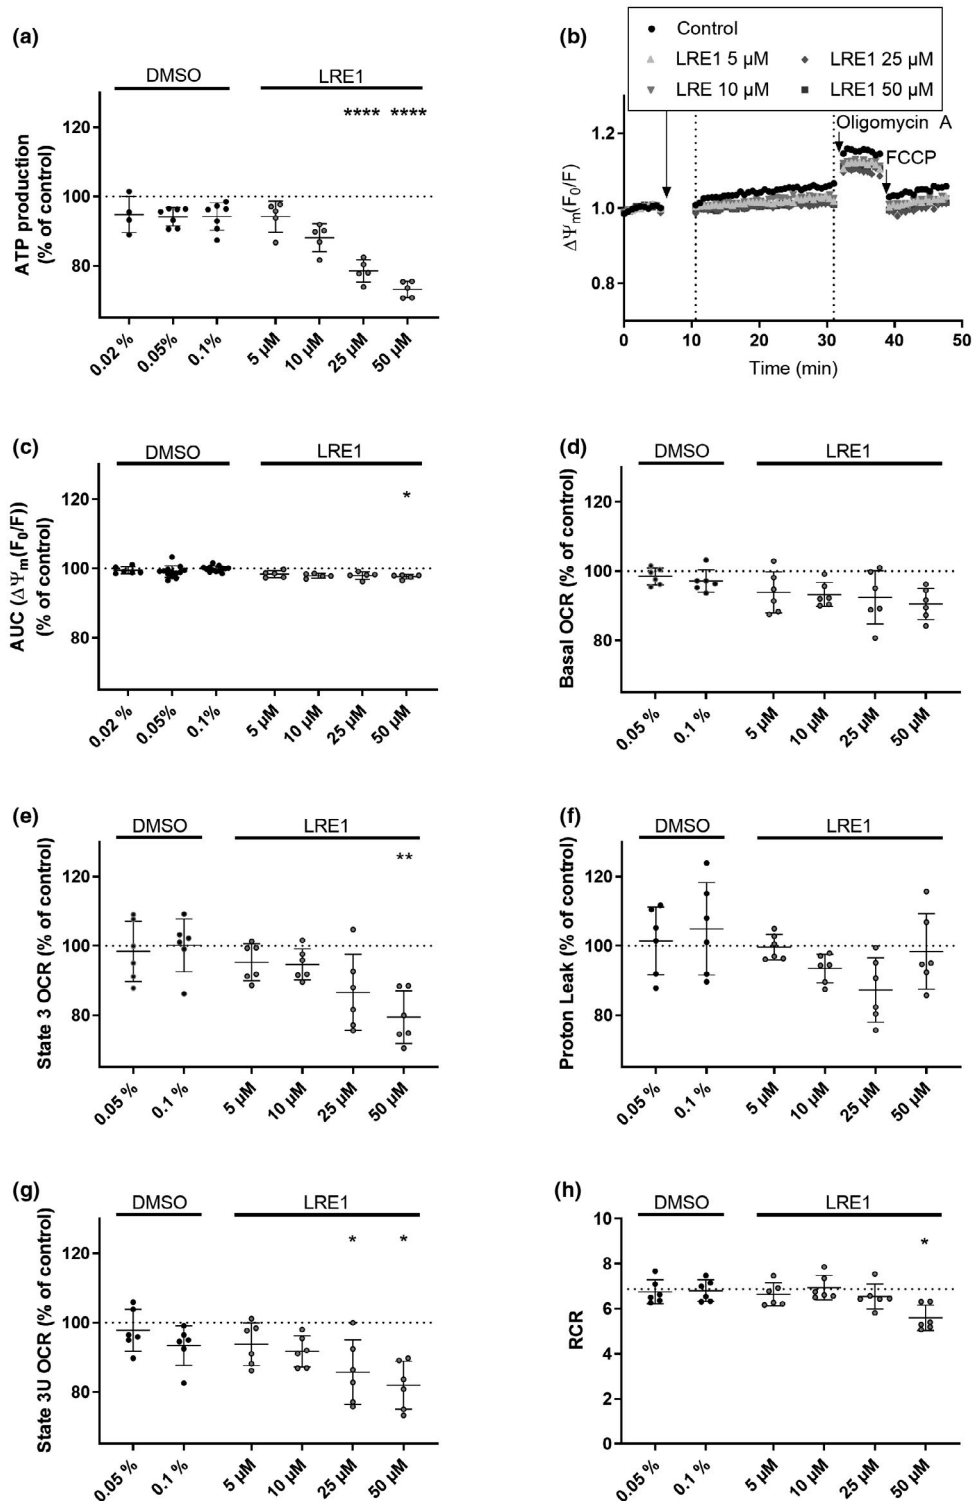 (a)
DMSO
LRE1
**** ****
ATP production
(% of control)
120
100
80
0.02 %
0.05%
0.1%
5 µM
10 µM
25 µM
50 µM
(b)
Control
LRE1 5 µM
LRE1 25 µM
LRE 10 µM
LRE1 50 µM
Oligomycin A
FCCP
ΔΨm(F0/F)
1.2
1.0
0.8
0 10 20 30 40 50
Time (min)
(c)
DMSO
LRE1
*
AUC (ΔΨm(F0/F))
(% of control)
120
100
80
0.02 %
0.05%
0.1%
5 µM
10 µM
25 µM
50 µM
(d)
DMSO
LRE1
Basal OCR (% of control)
120
100
80
0.05 %
0.1 %
5 µM
10 µM
25 µM
50 µM
(e)
DMSO
LRE1
**
State 3 OCR (% of control)
120
100
80
0.05 %
0.1 %
5 µM
10 µM
25 µM
50 µM
(f)
DMSO
LRE1
Proton Leak (% of control)
120
100
80
0.05 %
0.1 %
5 µM
10 µM
25 µM
50 µM
(g)
DMSO
LRE1
* *
State 3U OCR (% of control)
120
100
80
0.05 %
0.1 %
5 µM
10 µM
25 µM
50 µM
(h)
DMSO
LRE1
*
RCR
10
8
6
4
2
0
0.05 %
0.1 %
5 µM
10 µM
25 µM
50 µM